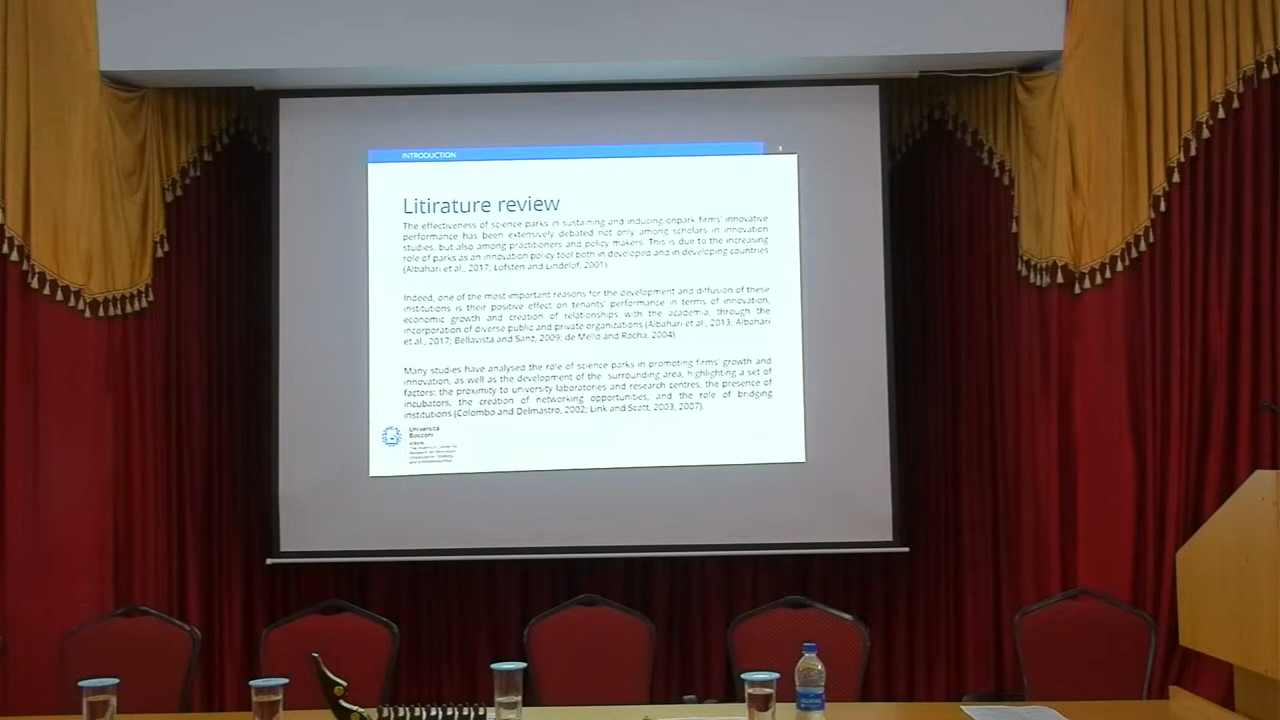 INTRODUCTION
3
Litirature review
The effectiveness of science parks in sustaining and inducing onpark firms' innovative
performance has been extensively debated not only among scholars in innovation
studies, but also among practitioners and policy makers. This is due to the increasing
role of parks as an innovation policy tool both in developed and in developing countries
(Albahari et al., 2017; Lofsten and Lindelof, 2001).
Indeed, one of the most important reasons for the development and diffusion of these
institutions is their positive effect on tenants' performance in terms of innovation,
economic growth and creation of relationships with the academia, through the
incorporation of diverse public and private organizations (Albahari et al., 2013; Albahari
et al., 2017; Bellavista and Sanz, 2009; de Mello and Rocha, 2004).
Many studies have analysed the role of science parks in promoting firms' growth and
innovation, as well as the development of the surrounding area, highlighting a set of
factors: the proximity to university laboratories and research centres, the presence of
incubators, the creation of networking opportunities, and the role of bridging
institutions (Colombo and Delmastro, 2002; Link and Scott, 2003, 2007).
Università
Bocconi